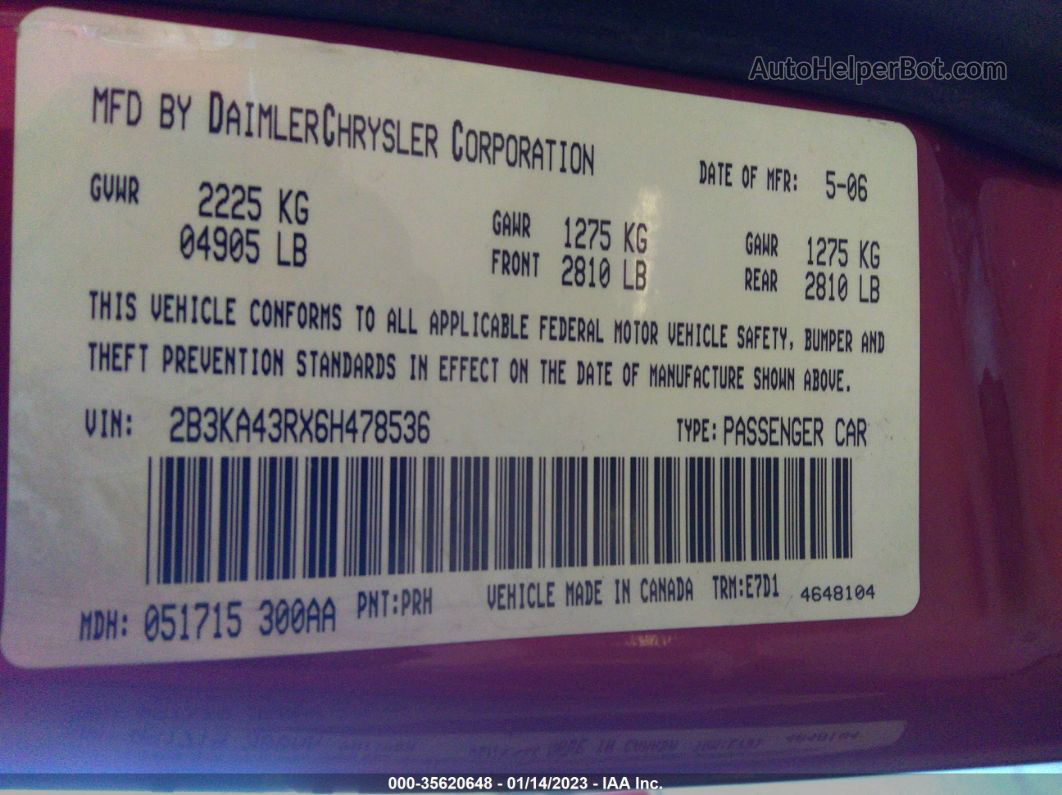 AutoHelperBot.com
MFD BY DAIMLERCHRYSLER CORPORATION
DATE OF MFR: 5-06
GVWR 2225 KG
04905 LB
GAWR 1275 KG
FRONT 2810 LB
GAWR 1275 KG
REAR 2810 LB
THIS VEHICLE CONFORMS TO ALL APPLICABLE FEDERAL MOTOR VEHICLE SAFETY, BUMPER AND
THEFT PREVENTION STANDARDS IN EFFECT ON THE DATE OF MANUFACTURE SHOWN ABOVE.
VIN: 2B3KA43RX6H478536
TYPE: PASSENGER CAR
MDH: 051715 300AA PNT:PRH VEHICLE MADE IN CANADA TRM:E7D1 4648104
000-35620648 - 01/14/2023 - IAA Inc.